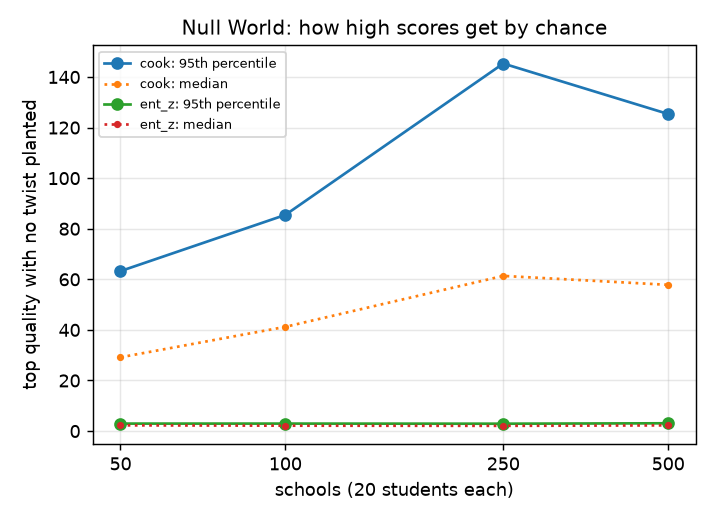 Null World: how high scores get by chance
cook: 95th percentile
cook: median
ent_z: 95th percentile
ent_z: median
top quality with no twist planted
140
120
100
80
60
40
20
0
50 100 250 500
schools (20 students each)